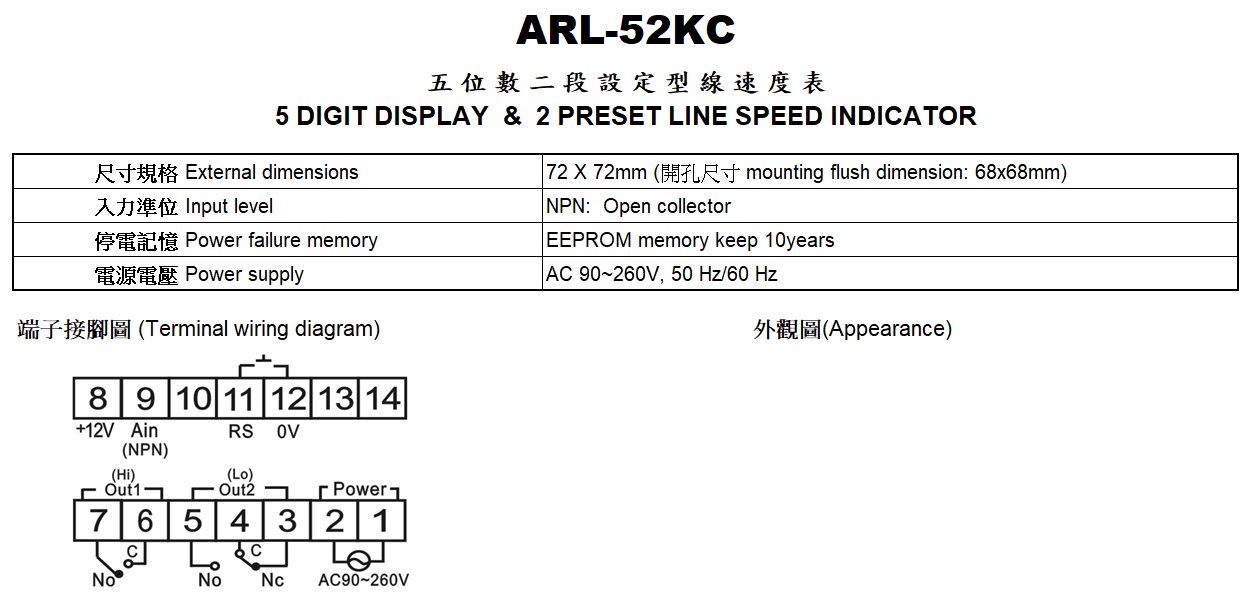 ARL-52KC
五位數二段設定型線速度表
5 DIGIT DISPLAY & 2 PRESET LINE SPEED INDICATOR
尺寸規格 External dimensions 72 X 72mm (開孔尺寸 mounting flush dimension: 68x68mm)
入力準位 Input level NPN: Open collector
停電記憶 Power failure memory EEPROM memory keep 10years
電源電壓 Power supply AC 90~260V, 50 Hz/60 Hz
端子接腳圖 (Terminal wiring diagram) 外觀圖(Appearance)
8 9 10 11 12 13 14
+12V Ain RS 0V
(NPN)
(Hi) (Lo)
Out1 Out2 Power
7 6 5 4 3 2 1
C C
No No Nc AC90~260V